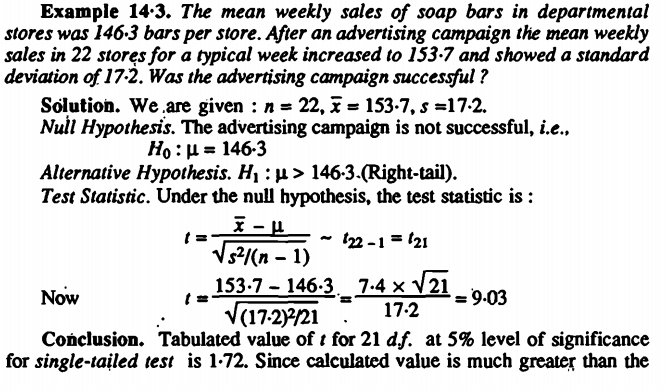 Example 14·3. The mean weekly sales of soap bars in departmental
stores was 146·3 bars per store. After an advertising campaign the mean weekly
sales in 22 stores for a typical week increased to 153·7 and showed a standard
deviation of 17·2. Was the advertising campaign successful ?
Solution. We are given : n = 22, x̄ = 153·7, s =17·2.
Null Hypothesis. The advertising campaign is not successful, i.e.,
H₀ : μ = 146·3
Alternative Hypothesis. H₁ : μ > 146·3.(Right-tail).
Test Statistic. Under the null hypothesis, the test statistic is :
t = (x̄ − μ) / √s²/(n − 1) ~ t₂₂ ₋ ₁ = t₂₁
Now t = (153·7 − 146·3) / √(17·2)²/21 = (7·4 × √21) / 17·2 = 9·03
∴
Conclusion. Tabulated value of t for 21 d.f. at 5% level of significance
for single-tailed test is 1·72. Since calculated value is much greater than the